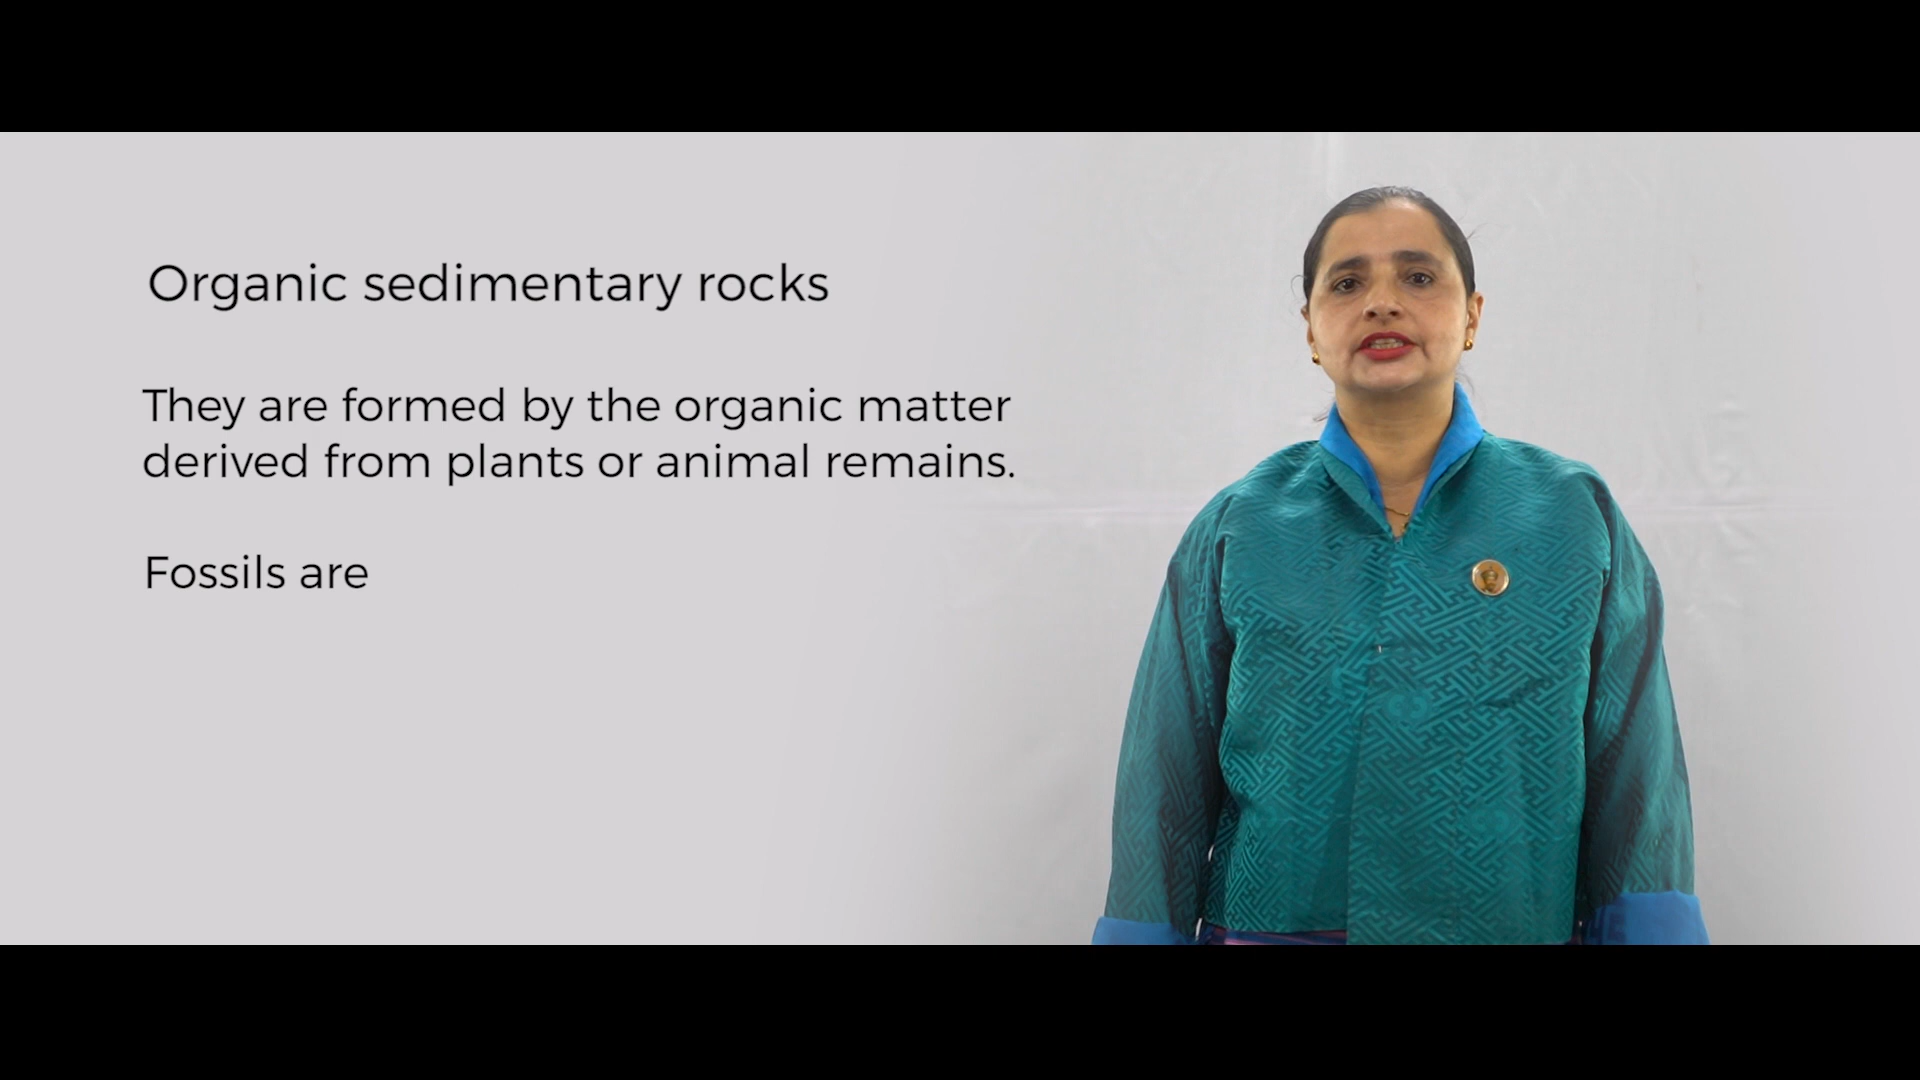 Organic sedimentary rocks
They are formed by the organic matter
derived from plants or animal remains.
Fossils are